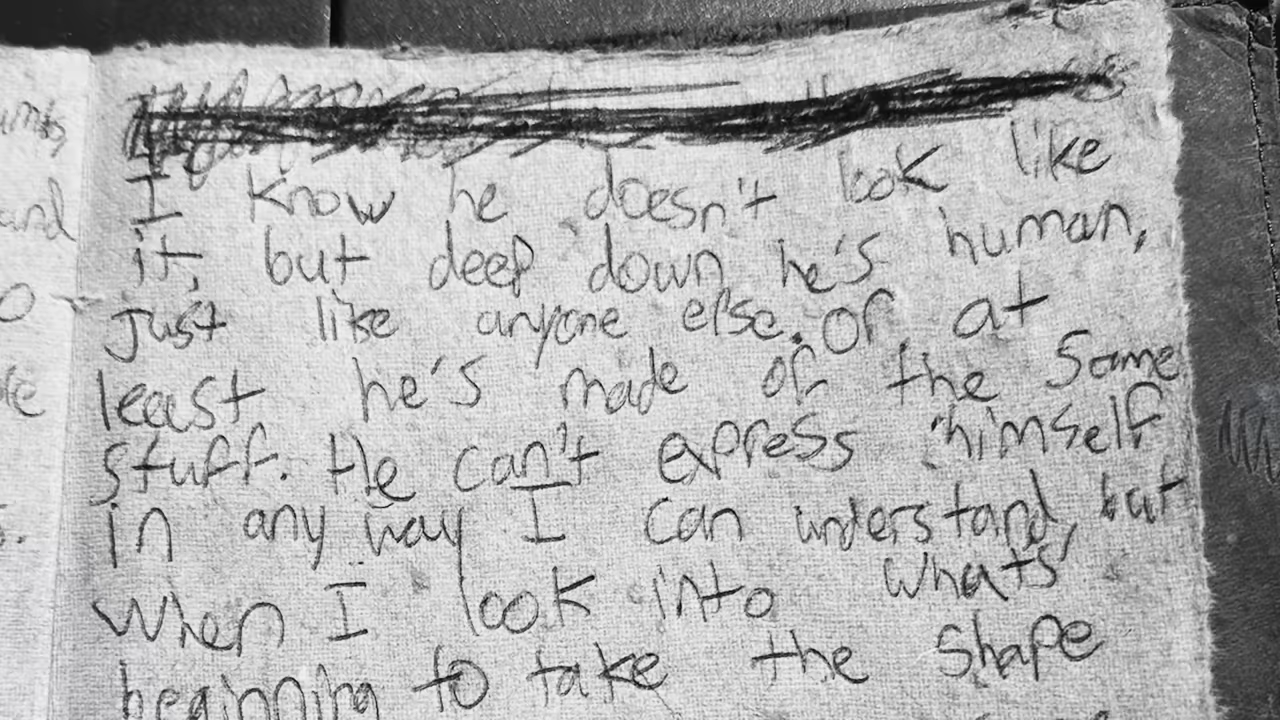 I know he doesn't look like
it, but deep down he's human,
just like anyone else. Or at
least he's made of the same
stuff. He can't express himself
in any way I can understand, but
when I look into what's
beginning to take the shape
and